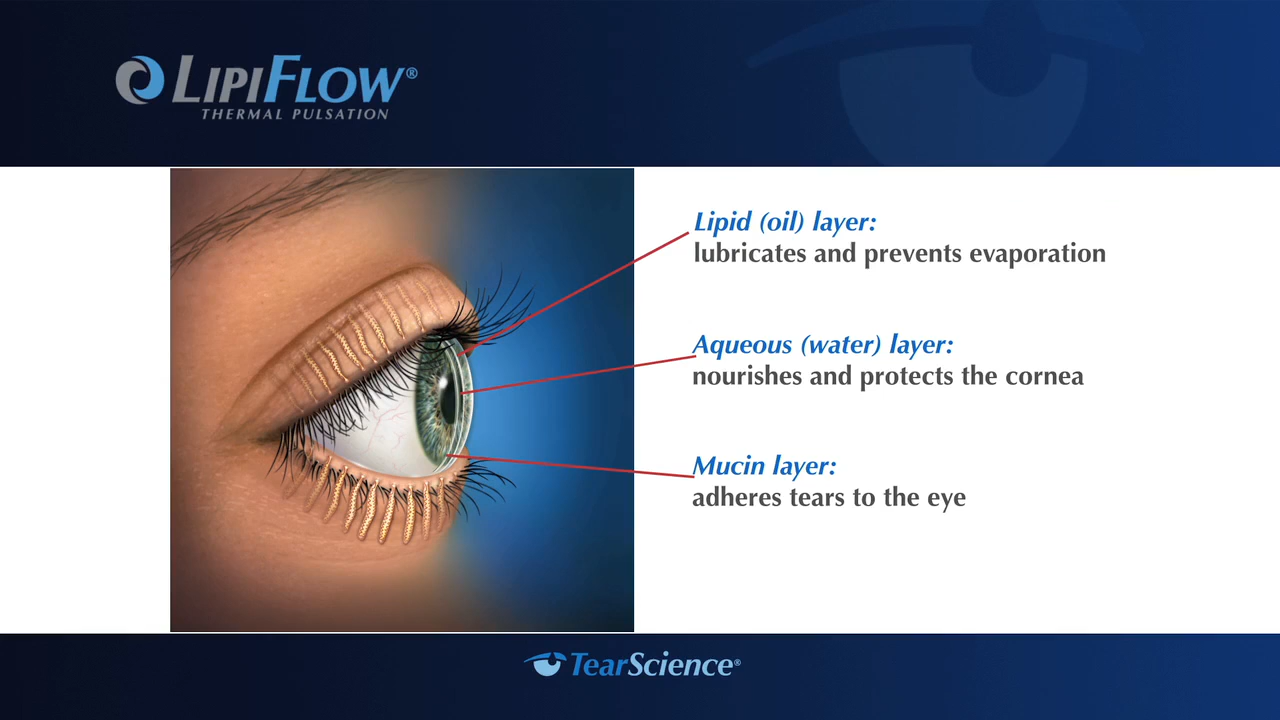 LIPIFLOW®
THERMAL PULSATION
Lipid (oil) layer:
lubricates and prevents evaporation
Aqueous (water) layer:
nourishes and protects the cornea
Mucin layer:
adheres tears to the eye
TearScience®